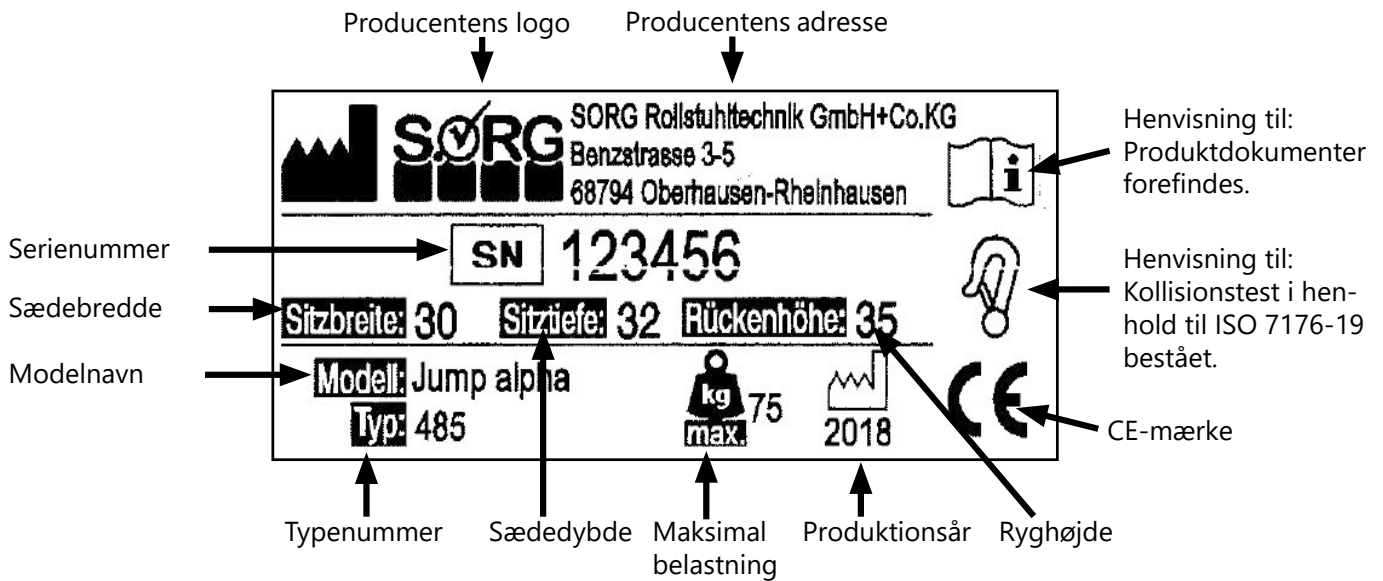 Producentens logo
Producentens adresse
SORG
SORG Rollstuhltechnik GmbH+Co.KG
Benzstrasse 3-5
68794 Oberhausen-Rheinhausen
i
Henvisning til:
Produktdokumenter
forefindes.
Serienummer
SN 123456
Henvisning til:
Kollisionstest i hen-
hold til ISO 7176-19
bestået.
Sædebredde
Sitzbreite: 30 Sitztiefe: 32 Rückenhöhe: 35
Modelnavn
Modell: Jump alpha
Typ: 485
kg
max. 75
2018
CE
CE-mærke
Typenummer
Sædedybde
Maksimal
belastning
Produktionsår
Ryghøjde